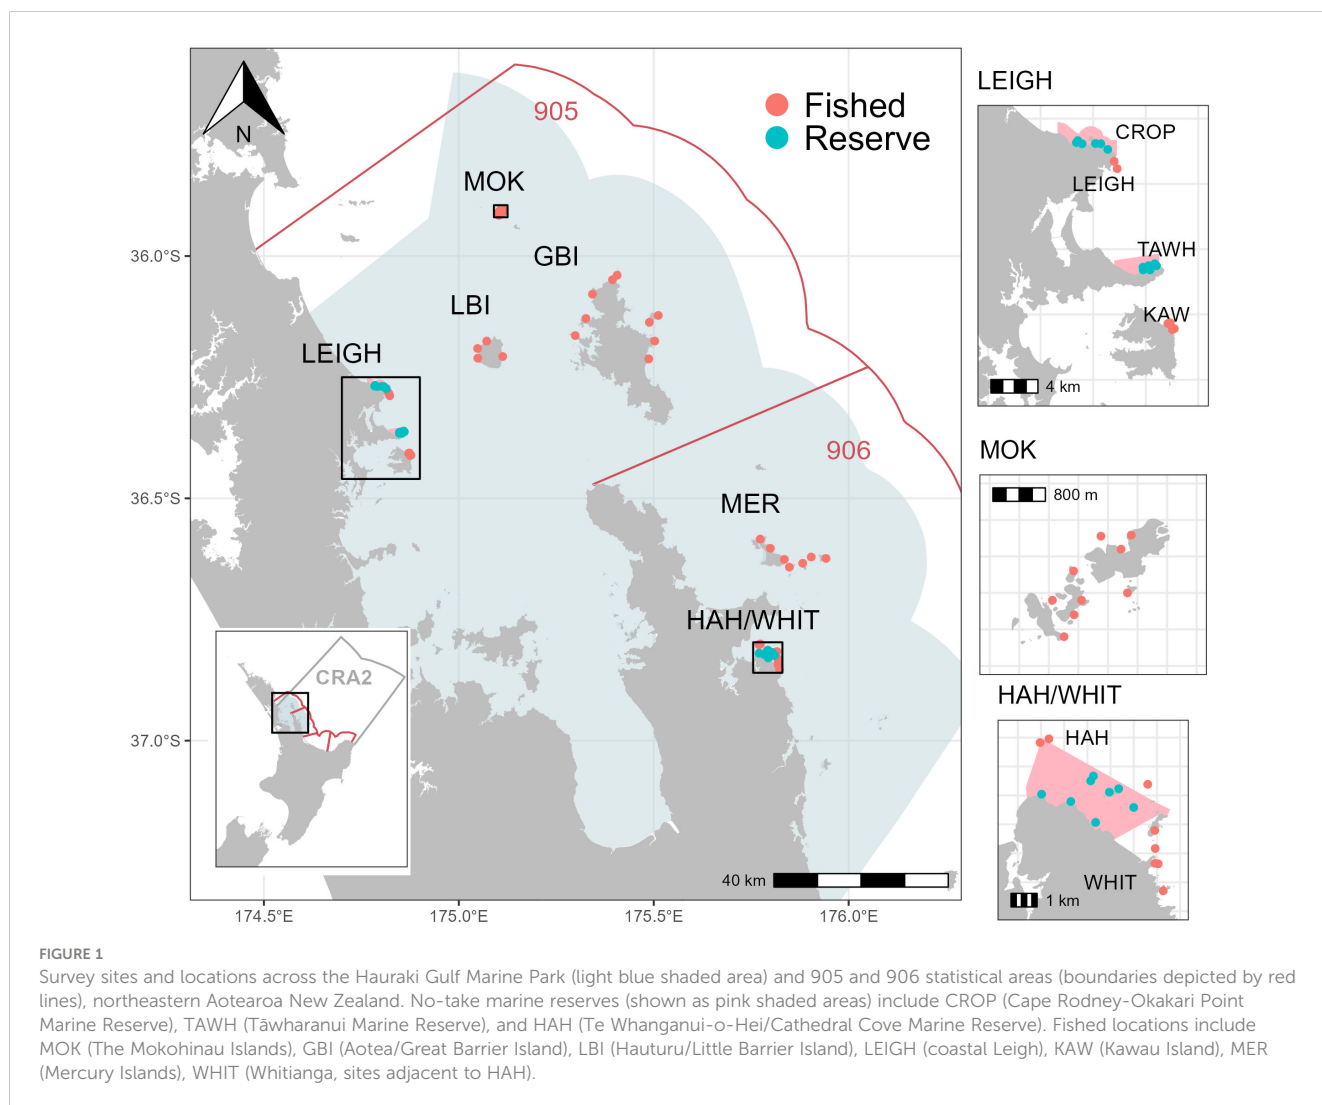 N
905
Fished
Reserve
MOK
GBI
LBI
LEIGH
906
MER
HAH/WHIT
CRA2
40 km
36.0°S
36.5°S
37.0°S
174.5°E
175.0°E
175.5°E
176.0°E
LEIGH
CROP
LEIGH
TAWH
KAW
4 km
MOK
800 m
HAH/WHIT
HAH
WHIT
1 km
FIGURE 1
Survey sites and locations across the Hauraki Gulf Marine Park (light blue shaded area) and 905 and 906 statistical areas (boundaries depicted by red
lines), northeastern Aotearoa New Zealand. No-take marine reserves (shown as pink shaded areas) include CROP (Cape Rodney-Okakari Point
Marine Reserve), TAWH (Tāwharanui Marine Reserve), and HAH (Te Whanganui-o-Hei/Cathedral Cove Marine Reserve). Fished locations include
MOK (The Mokohinau Islands), GBI (Aotea/Great Barrier Island), LBI (Hauturu/Little Barrier Island), LEIGH (coastal Leigh), KAW (Kawau Island), MER
(Mercury Islands), WHIT (Whitianga, sites adjacent to HAH).